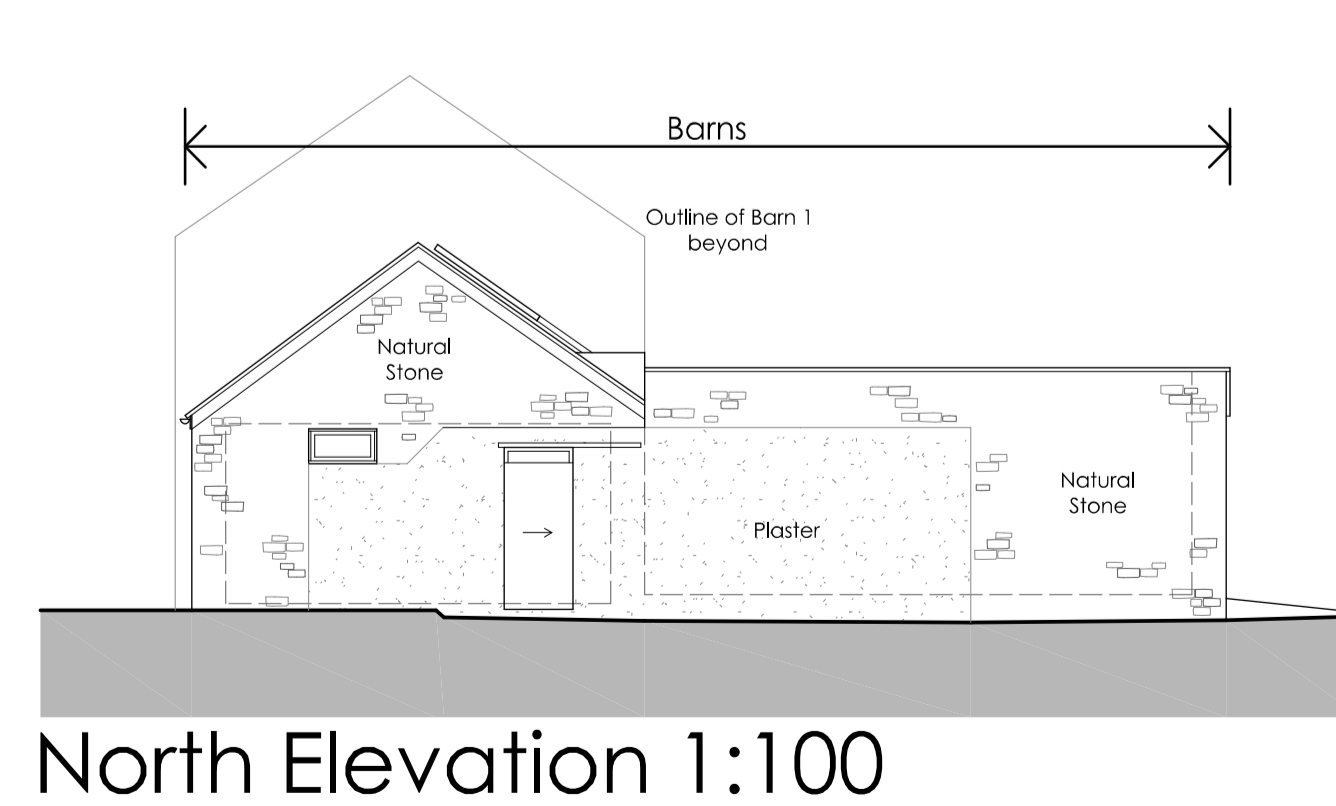 Barns
Outline of Barn 1
beyond
Natural
Stone
Natural
Stone
Plaster
North Elevation 1:100